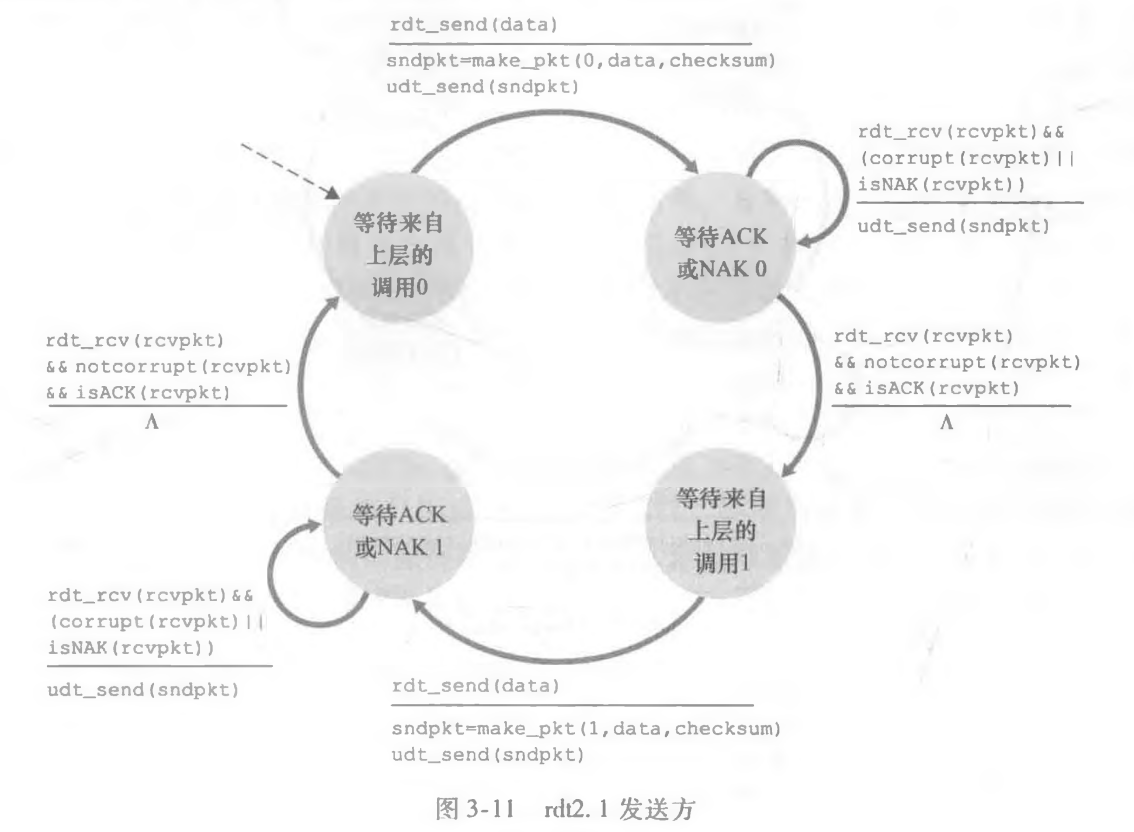 rdt_send(data)
sndpkt=make_pkt(0,data,checksum)
udt_send(sndpkt)
rdt_rcv(rcvpkt)&&
(corrupt(rcvpkt)||
isNAK(rcvpkt))
udt_send(sndpkt)
等待来自
上层的
调用0
等待ACK
或NAK 0
rdt_rcv(rcvpkt)
&& notcorrupt(rcvpkt)
&& isACK(rcvpkt)
Λ
rdt_rcv(rcvpkt)
&& notcorrupt(rcvpkt)
&& isACK(rcvpkt)
Λ
等待ACK
或NAK 1
等待来自
上层的
调用1
rdt_rcv(rcvpkt)&&
(corrupt(rcvpkt)||
isNAK(rcvpkt))
udt_send(sndpkt)
rdt_send(data)
sndpkt=make_pkt(1,data,checksum)
udt_send(sndpkt)
图 3-11 rdt2. 1 发送方